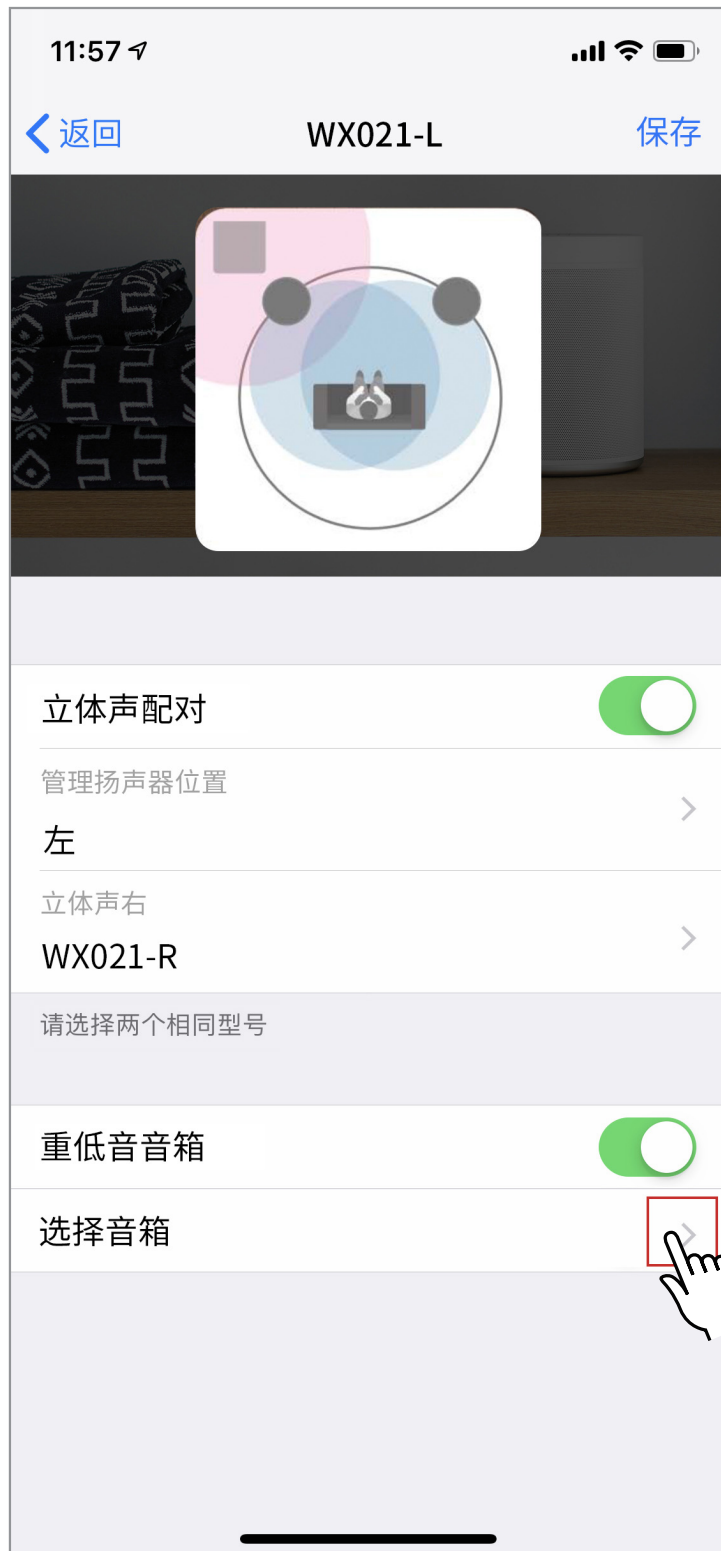 11:57
返回
WX021-L
保存
立体声配对
管理扬声器位置
左
立体声右
WX021-R
请选择两个相同型号
重低音音箱
选择音箱